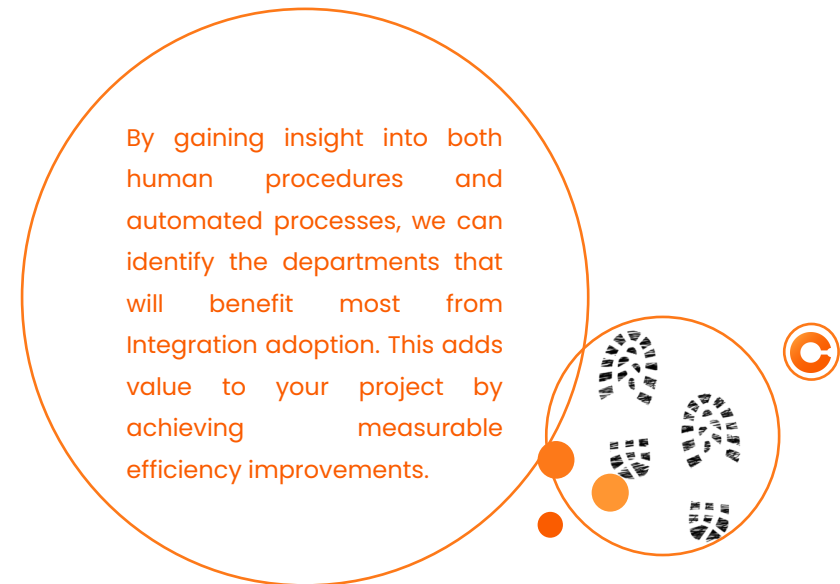 By gaining insight into both
human procedures and
automated processes, we can
identify the departments that
will benefit most from
Integration adoption. This adds
value to your project by
achieving measurable
efficiency improvements.